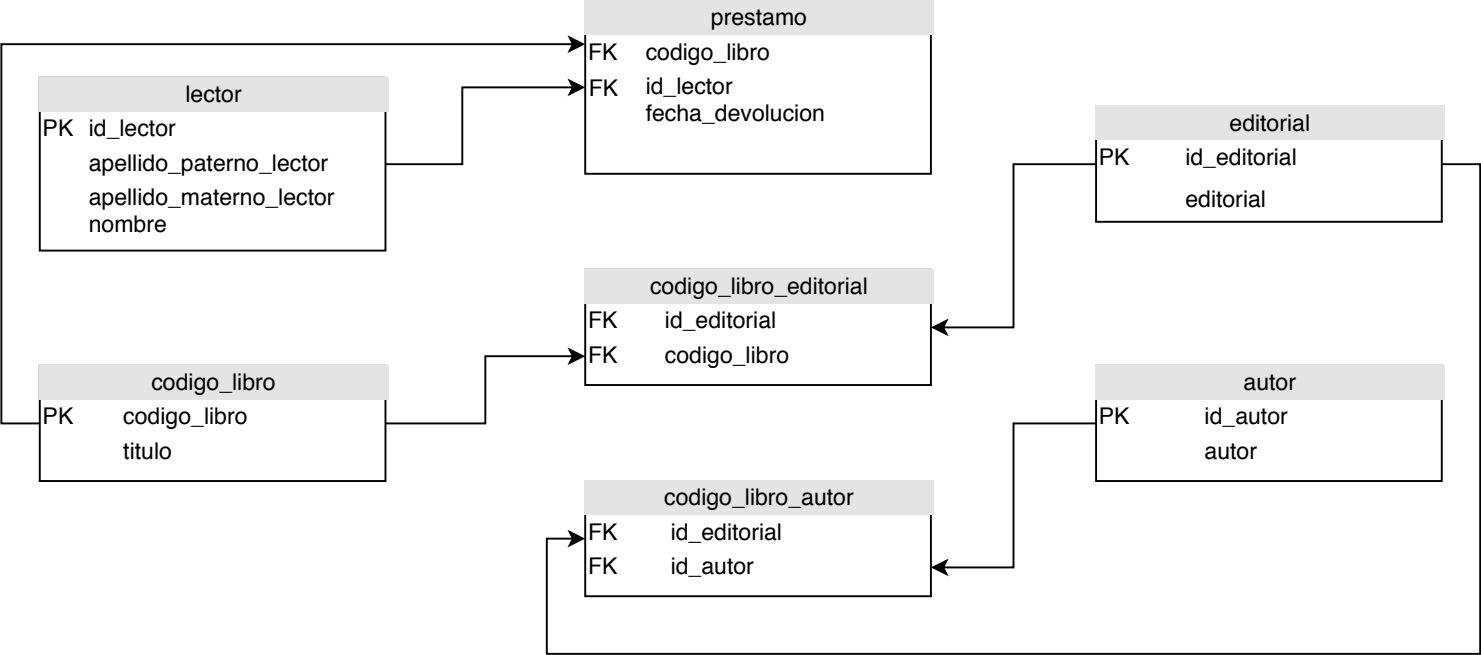 prestamo
FK codigo_libro
FK id_lector
fecha_devolucion
lector
PK id_lector
apellido_paterno_lector
apellido_materno_lector
nombre
editorial
PK id_editorial
editorial
codigo_libro_editorial
FK id_editorial
FK codigo_libro
codigo_libro
PK codigo_libro
titulo
autor
PK id_autor
autor
codigo_libro_autor
FK id_editorial
FK id_autor